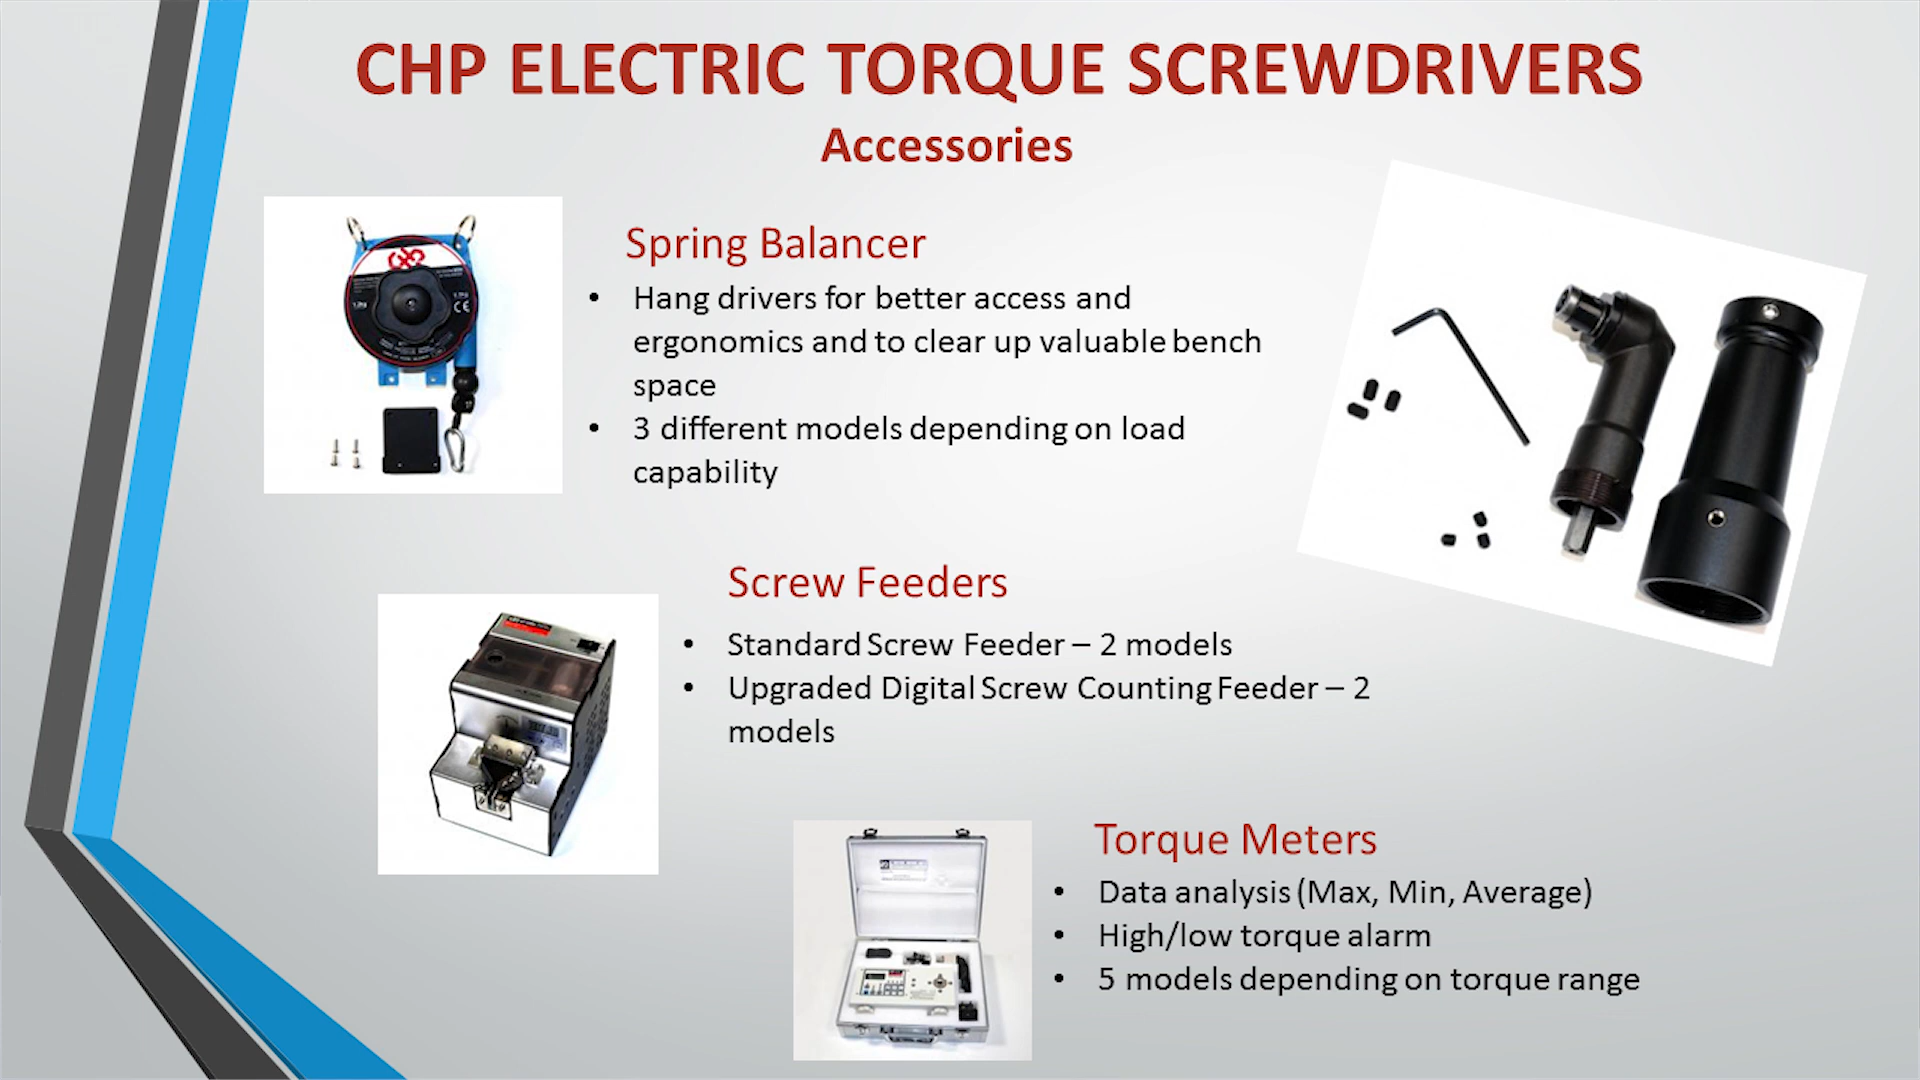 CHP ELECTRIC TORQUE SCREWDRIVERS
Accessories
Spring Balancer
• Hang drivers for better access and
ergonomics and to clear up valuable bench
space
• 3 different models depending on load
capability
CHP
CE
Screw Feeders
• Standard Screw Feeder – 2 models
• Upgraded Digital Screw Counting Feeder – 2
models
Torque Meters
• Data analysis (Max, Min, Average)
• High/low torque alarm
• 5 models depending on torque range